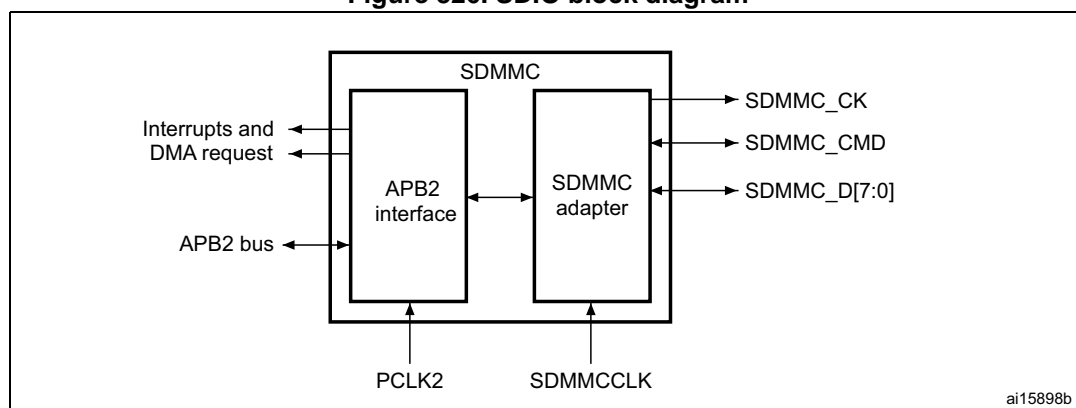 SDMMC
Interrupts and
DMA request
APB2 bus
APB2
interface
SDMMC
adapter
SDMMC_CK
SDMMC_CMD
SDMMC_D[7:0]
PCLK2
SDMMCCLK
ai15898b